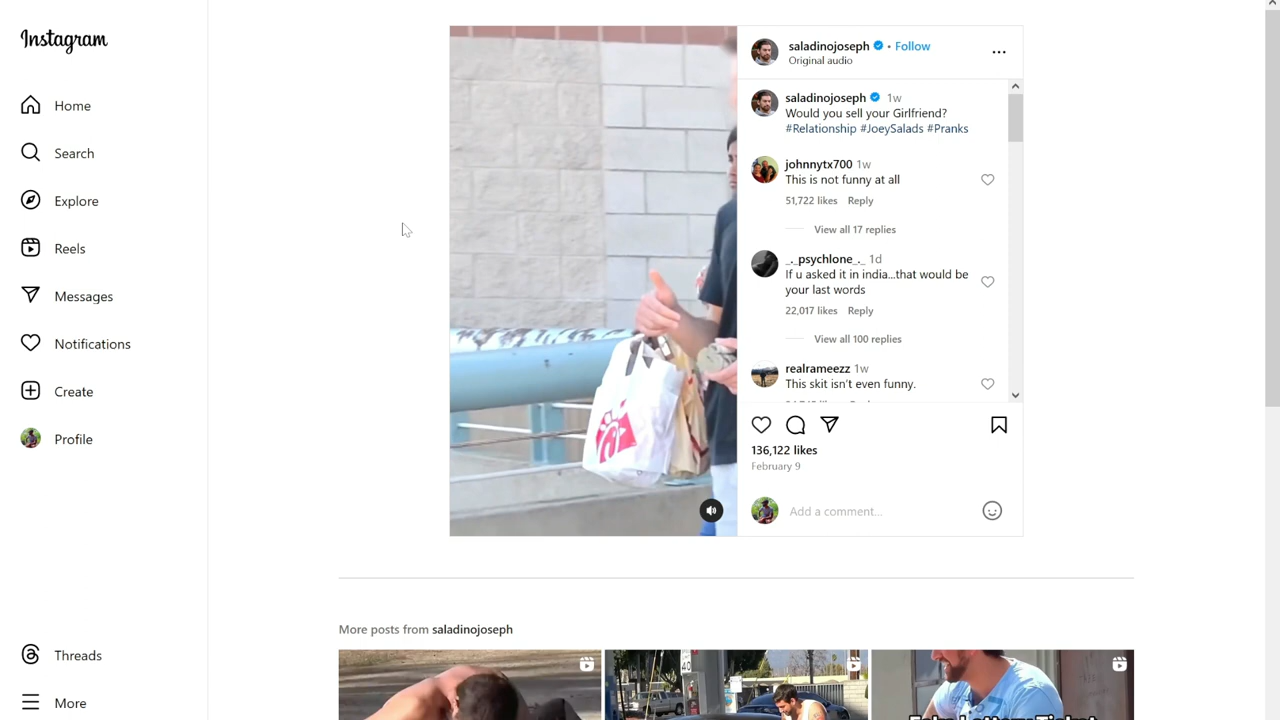 Instagram
Home
Search
Explore
Reels
Messages
Notifications
Create
Profile
Threads
More
saladinojoseph • Follow
Original audio
saladinojoseph 1w
Would you sell your Girlfriend?
#Relationship #JoeySalads #Pranks
johnnytx700 1w
This is not funny at all
51,722 likes Reply
View all 17 replies
_._psychlone_._ 1d
If u asked it in india...that would be
your last words
22,017 likes Reply
View all 100 replies
realrameezz 1w
This skit isn't even funny.
136,122 likes
February 9
Add a comment...
More posts from saladinojoseph
40